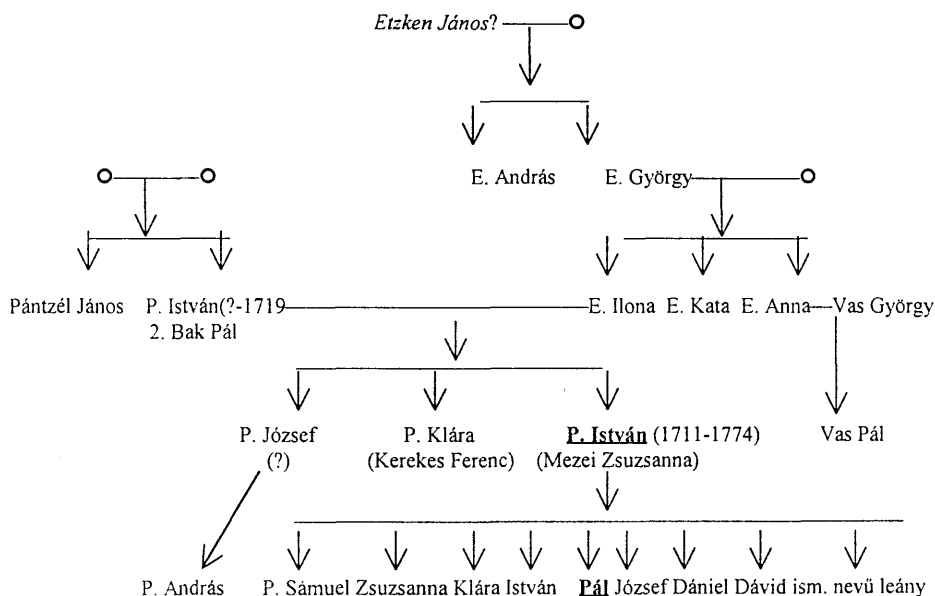 Etzken János?
E. András E. György
Pántzél János P. István(?-1719 E. Ilona E. Kata E. Anna Vas György
2. Bak Pál
P. József P. Klára P. István (1711-1774) Vas Pál
(?) (Kerekes Ferenc) (Mezei Zsuzsanna)
P. András P. Sámuel Zsuzsanna Klára István Pál József Dániel Dávid ism. nevű leány